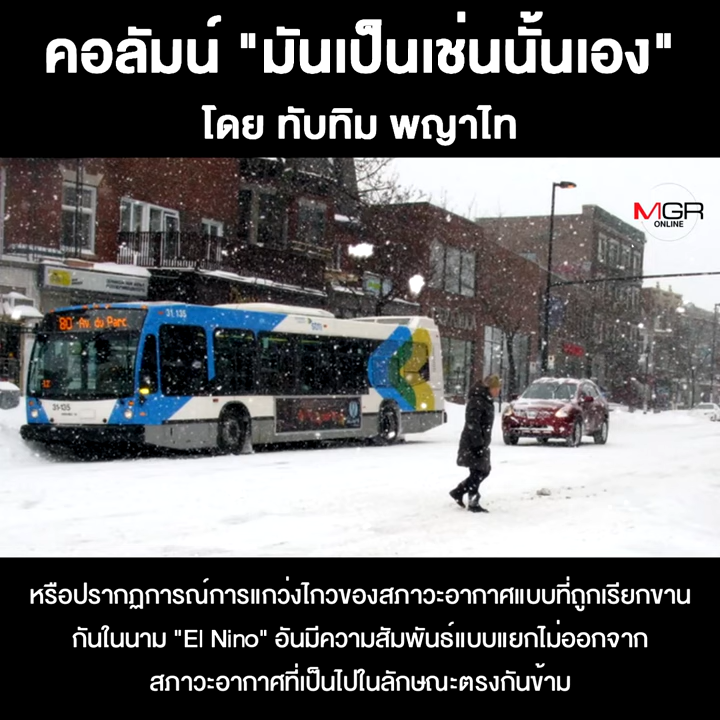 คอลัมน์ "มันเป็นเช่นนั้นเอง"
โดย ทับทิม พญาไท
MGR
ONLINE
80 Av. du Parc
31 135
31-135
หรือปรากฏการณ์การแกว่งไกวของสภาวะอากาศแบบที่ถูกเรียกขาน
กันในนาม "El Nino" อันมีความสัมพันธ์แบบแยกไม่ออกจาก
สภาวะอากาศที่เป็นไปในลักษณะตรงกันข้าม